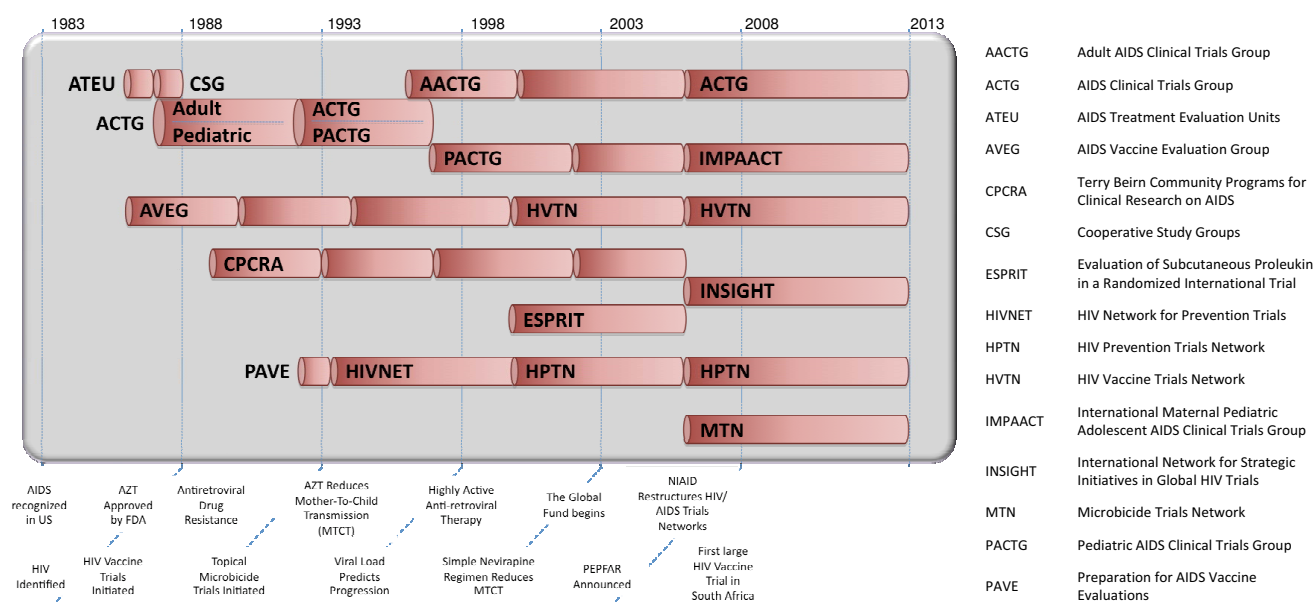 1983 1988 1993 1998 2003 2008 2013
ATEU CSG AACTG ACTG
ACTG Adult ACTG
Pediatric PACTG
PACTG IMPAACT
AVEG HVTN HVTN
CPCRA
INSIGHT
ESPRIT
PAVE HIVNET HPTN HPTN
MTN
AIDS
recognized
in US
AZT
Approved
by FDA
Antiretroviral
Drug
Resistance
AZT Reduces
Mother-To-Child
Transmission
(MTCT)
Highly Active
Anti-retroviral
Therapy
The Global
Fund begins
NIAID
Restructures HIV/
AIDS Trials
Networks
HIV
Identified
HIV Vaccine
Trials
Initiated
Topical
Microbicide
Trials Initiated
Viral Load
Predicts
Progression
Simple Nevirapine
Regimen Reduces
MTCT
PEPFAR
Announced
First large
HIV Vaccine
Trial in
South Africa
AACTG Adult AIDS Clinical Trials Group
ACTG AIDS Clinical Trials Group
ATEU AIDS Treatment Evaluation Units
AVEG AIDS Vaccine Evaluation Group
CPCRA Terry Beirn Community Programs for
Clinical Research on AIDS
CSG Cooperative Study Groups
ESPRIT Evaluation of Subcutaneous Proleukin
in a Randomized International Trial
HIVNET HIV Network for Prevention Trials
HPTN HIV Prevention Trials Network
HVTN HIV Vaccine Trials Network
IMPAACT International Maternal Pediatric
Adolescent AIDS Clinical Trials Group
INSIGHT International Network for Strategic
Initiatives in Global HIV Trials
MTN Microbicide Trials Network
PACTG Pediatric AIDS Clinical Trials Group
PAVE Preparation for AIDS Vaccine
Evaluations